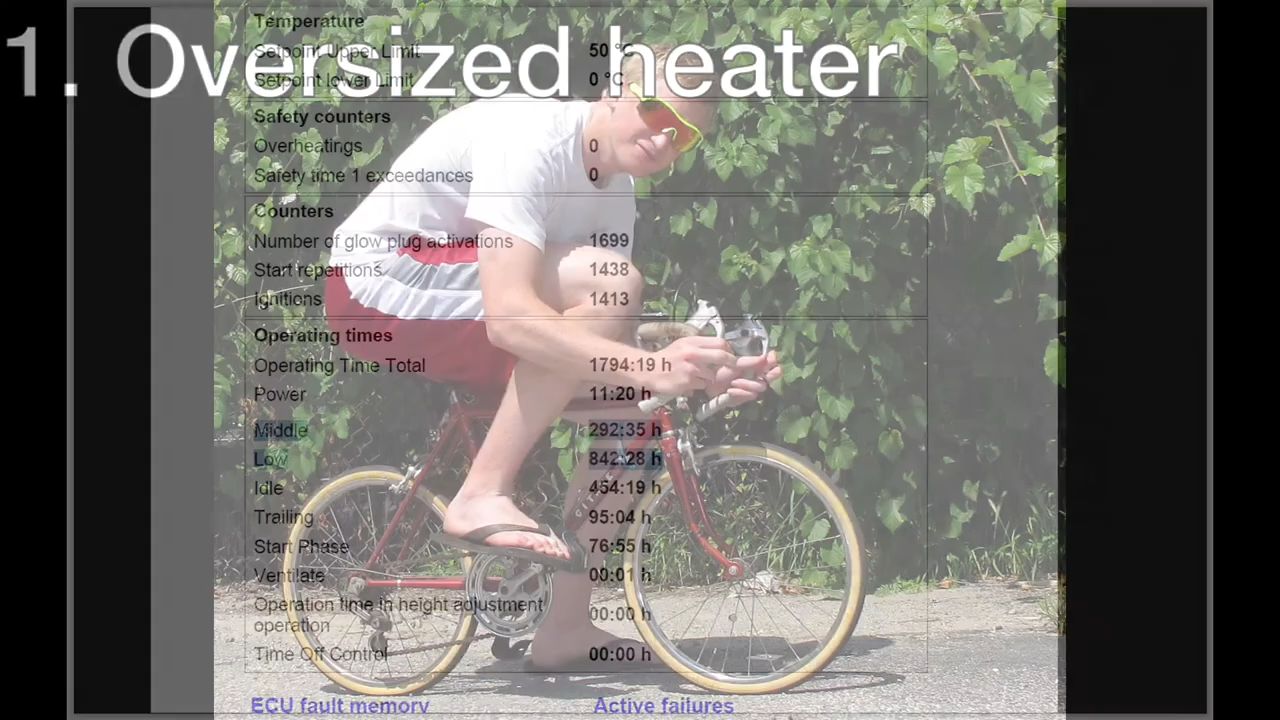 1. Oversized heater
Temperature
Setpoint Upper Limit 50 °C
Setpoint lower Limit 0 °C
Safety counters
Overheatings 0
Safety time 1 exceedances 0
Counters
Number of glow plug activations 1699
Start repetitions 1438
Ignitions 1413
Operating times
Operating Time Total 1794:19 h
Power 11:20 h
Middle 292:35 h
Low 842:28 h
Idle 454:19 h
Trailing 95:04 h
Start Phase 76:55 h
Ventilate 00:01 h
Operation time in height adjustment
operation 00:00 h
Time Off Control 00:00 h
ECU fault memory Active failures